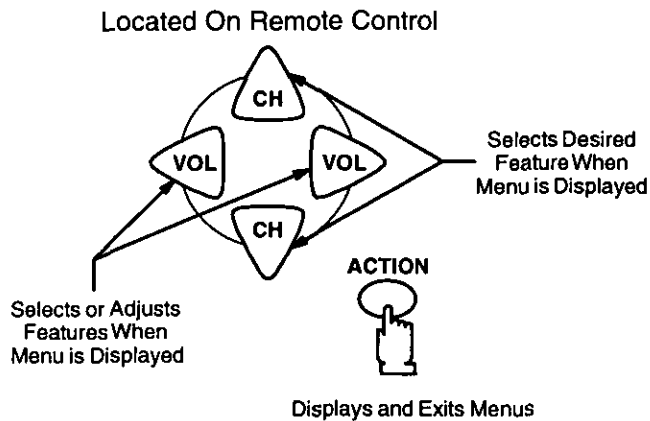 Located On Remote Control
CH
VOL
VOL
CH
Selects Desired
Feature When
Menu is Displayed
ACTION
Selects or Adjusts
Features When
Menu is Displayed
Displays and Exits Menus